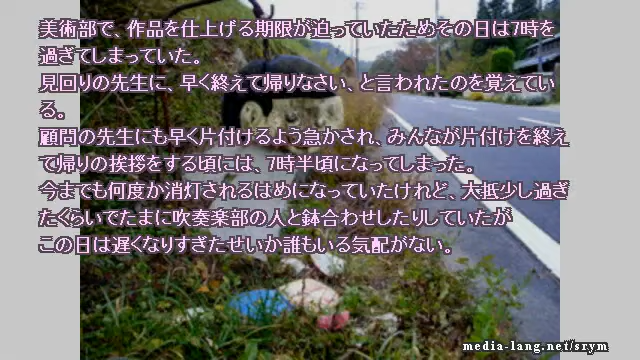 美術部で、作品を仕上げる期限が迫っていたためその日は7時を
過ぎてしまっていた。
見回りの先生に、早く終えて帰りなさい、と言われたのを覚えてい
る。
顧問の先生にも早く片付けるよう急かされ、みんなが片付けを終え
て帰りの挨拶をする頃には、7時半頃になってしまった。
今までも何度か消灯されるはめになっていたけれど、大抵少し過ぎ
たくらいでたまに吹奏楽部の人と鉢合わせしたりしていたが
この日は遅くなりすぎたせいか誰もいる気配がない。
media-lang.net/srym